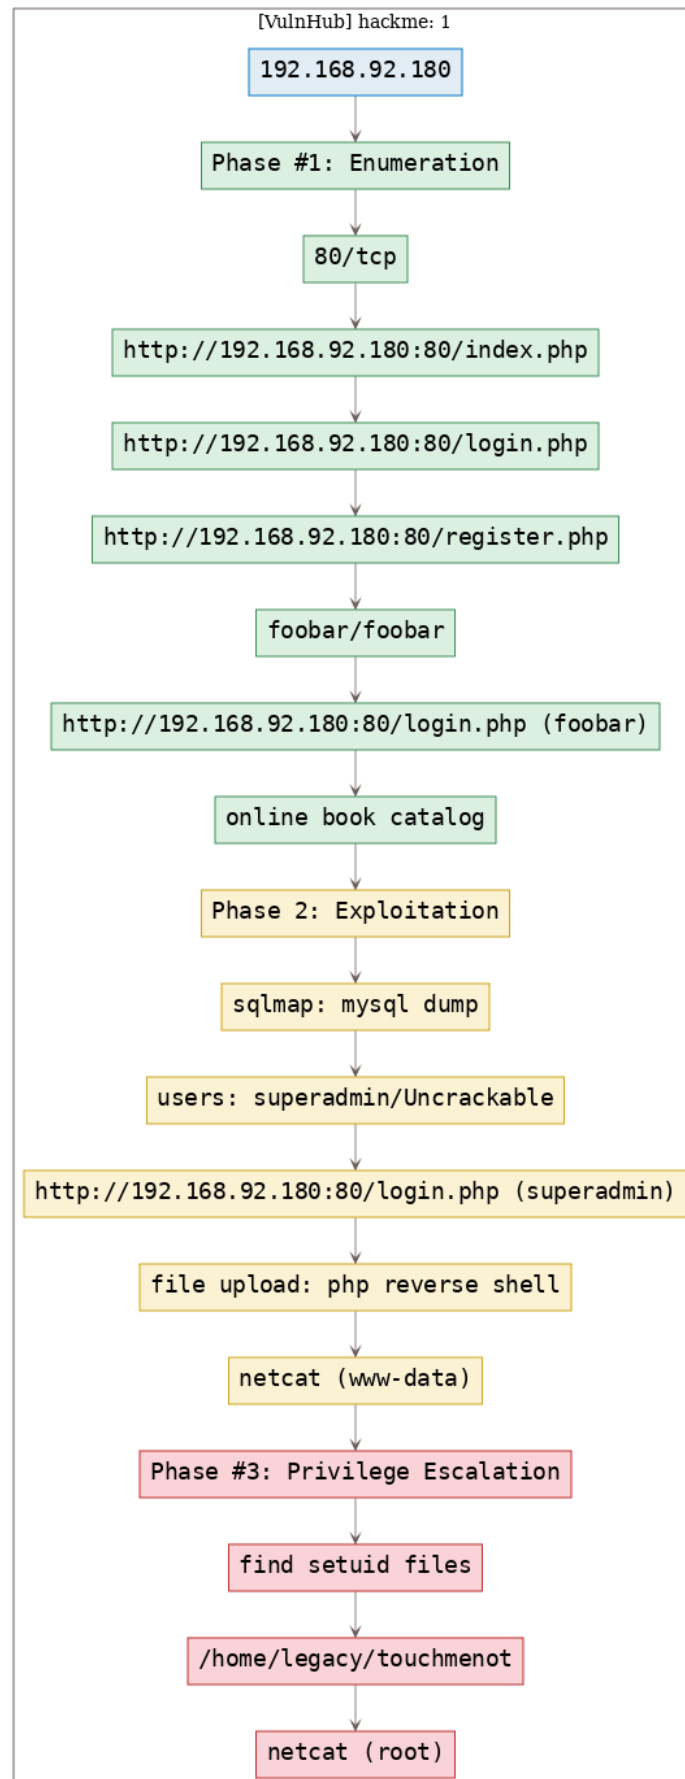 [VulnHub] hackme: 1
192.168.92.180
Phase #1: Enumeration
80/tcp
http://192.168.92.180:80/index.php
http://192.168.92.180:80/login.php
http://192.168.92.180:80/register.php
foobar/foobar
http://192.168.92.180:80/login.php (foobar)
online book catalog
Phase 2: Exploitation
sqlmap: mysql dump
users: superadmin/Uncrackable
http://192.168.92.180:80/login.php (superadmin)
file upload: php reverse shell
netcat (www-data)
Phase #3: Privilege Escalation
find setuid files
/home/legacy/touchmenot
netcat (root)